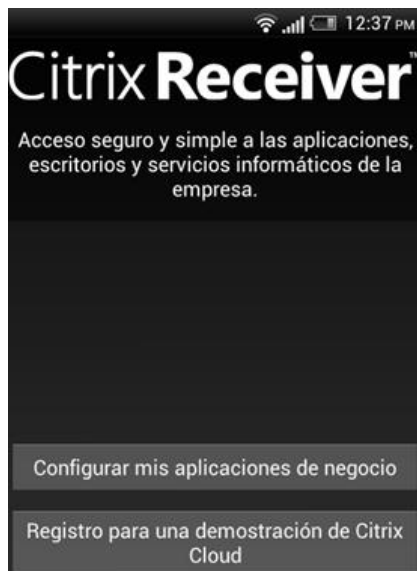 12:37 PM
Citrix Receiver™
Acceso seguro y simple a las aplicaciones,
escritorios y servicios informáticos de la
empresa.
Configurar mis aplicaciones de negocio
Registro para una demostración de Citrix
Cloud